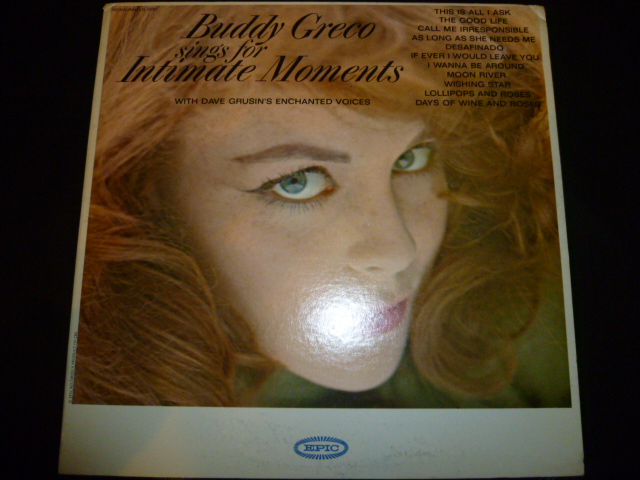 Buddy Greco
sings for
Intimate Moments
WITH DAVE GRUSIN'S ENCHANTED VOICES
THIS IS ALL I ASK
THE GOOD LIFE
CALL ME IRRESPONSIBLE
AS LONG AS SHE NEEDS ME
DESAFINADO
IF EVER I WOULD LEAVE YOU
I WANNA BE AROUND
MOON RIVER
WISHING STAR
LOLLIPOPS AND ROSES
DAYS OF WINE AND ROSES
EPIC